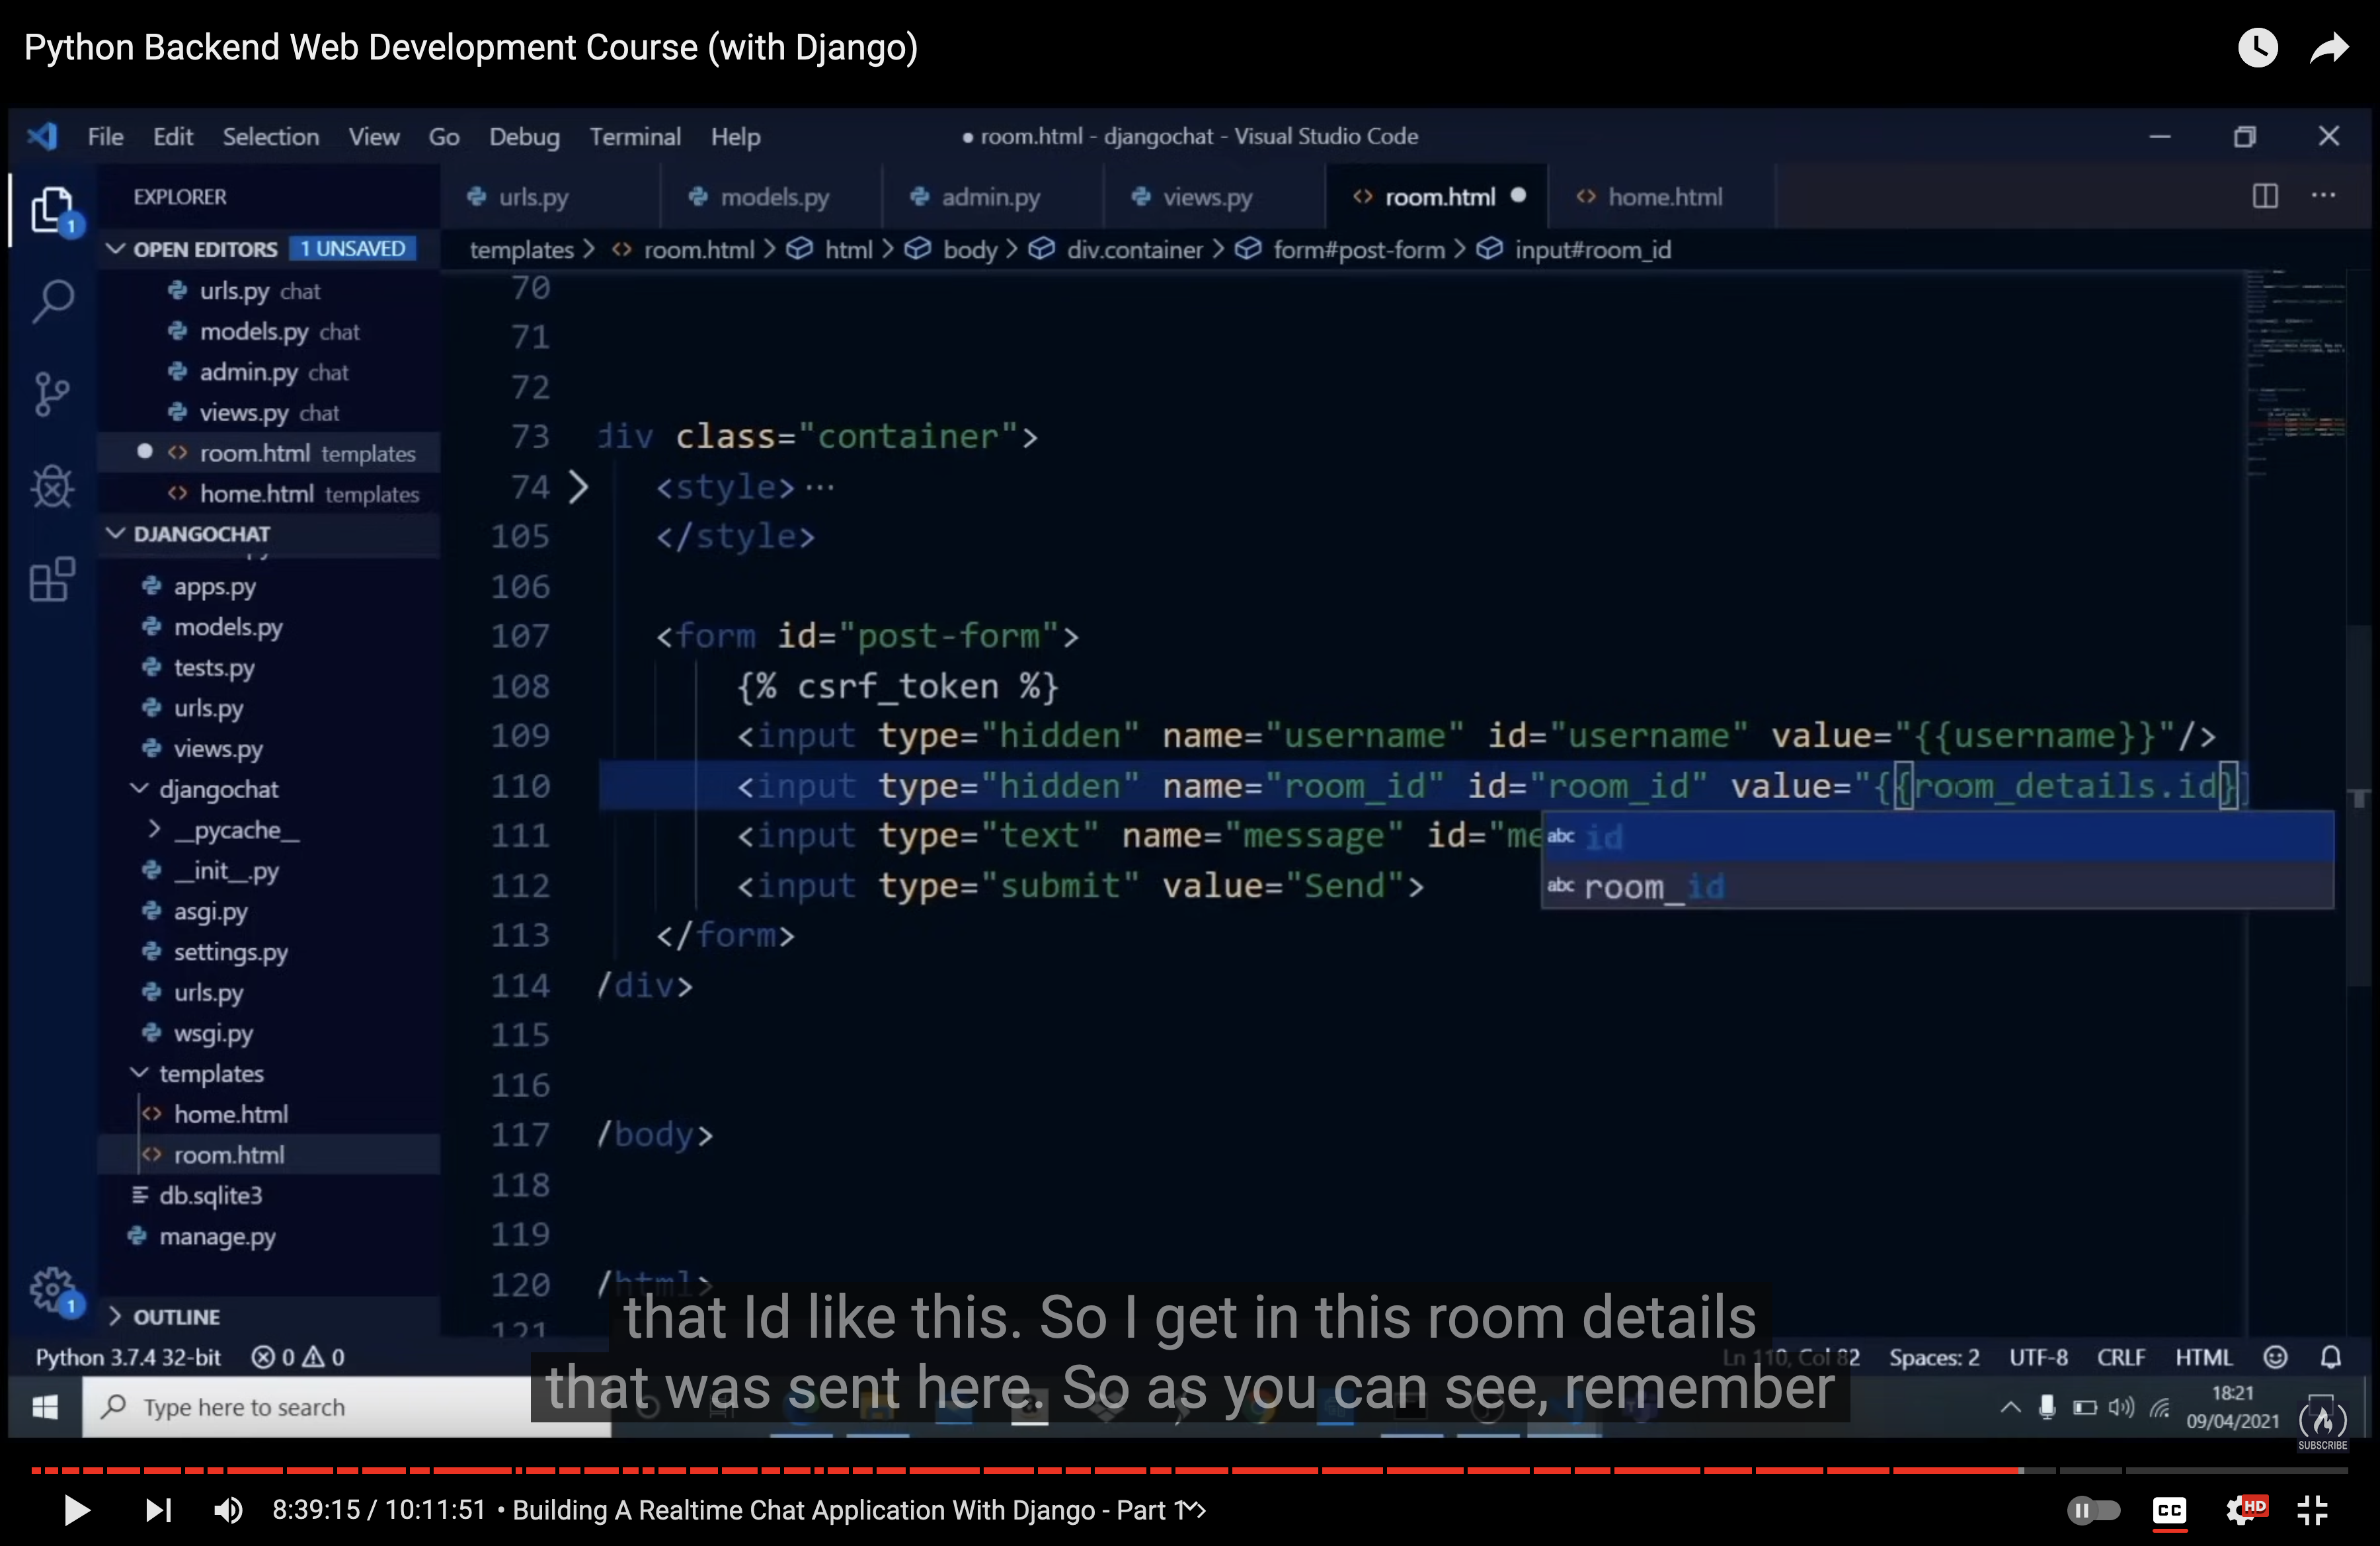 Python Backend Web Development Course (with Django)
File Edit Selection View Go Debug Terminal Help
● room.html - djangochat - Visual Studio Code
EXPLORER
urls.py models.py admin.py views.py room.html home.html
OPEN EDITORS 1 UNSAVED
templates > room.html > html > body > div.container > form#post-form > input#room_id
urls.py chat
models.py chat
admin.py chat
views.py chat
room.html templates
home.html templates
DJANGOCHAT
apps.py
models.py
tests.py
urls.py
views.py
djangochat
__pycache__
__init__.py
asgi.py
settings.py
urls.py
wsgi.py
templates
home.html
room.html
db.sqlite3
manage.py
OUTLINE
70
71
72
73 div class="container">
74 <style>...
105 </style>
106
107 <form id="post-form">
108 {% csrf_token %}
109 <input type="hidden" name="username" id="username" value="{{username}}"/>
110 <input type="hidden" name="room_id" id="room_id" value="{{room_details.id}
111 <input type="text" name="message" id="me
112 <input type="submit" value="Send">
113 </form>
114 /div>
115
116
117 /body>
118
119
120 /html>
121
abc id
abc room_id
that Id like this. So I get in this room details
that was sent here. So as you can see, remember
Python 3.7.4 32-bit 0 0
Ln 110, Col 82 Spaces: 2 UTF-8 CRLF HTML
Type here to search
18:21
09/04/2021
SUBSCRIBE
8:39:15 / 10:11:51 • Building A Realtime Chat Application With Django - Part 1
CC
HD